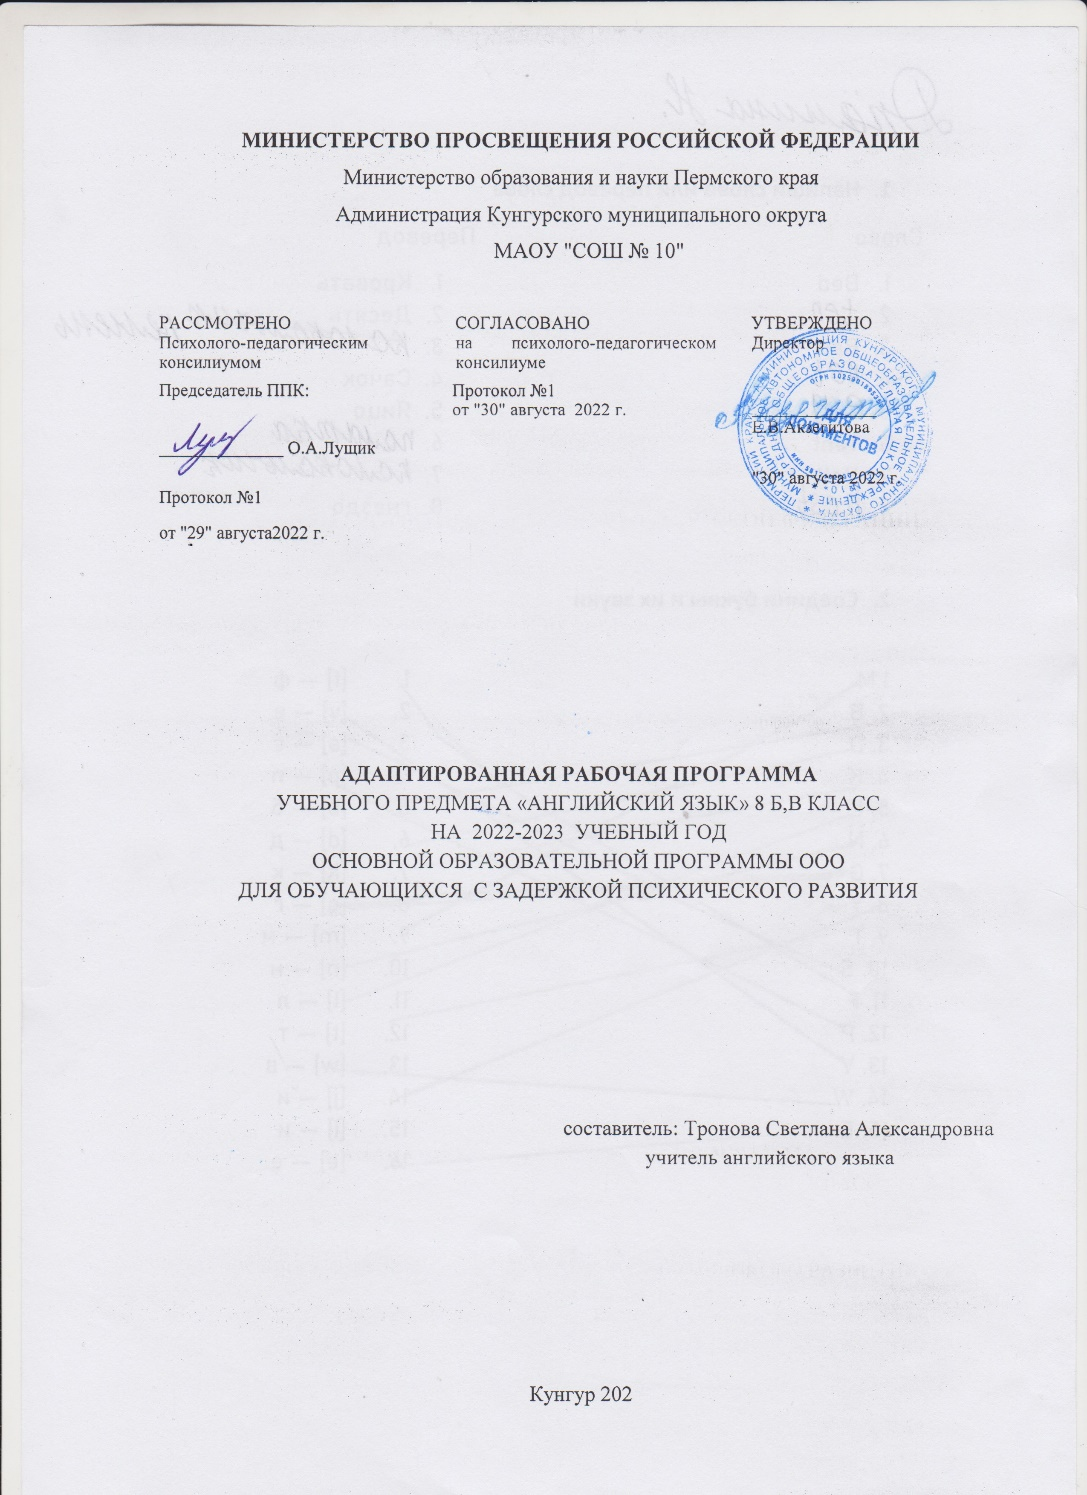 МИНИСТЕРСТВО ПРОСВЕЩЕНИЯ РОССИЙСКОЙ ФЕДЕРАЦИИ
Министерство образования и науки Пермского края
Администрация Кунгурского муниципального округа
МАОУ "СОШ № 10"
РАССМОТРЕНО
Психолого-педагогическим
консилиумом
Председатель ППК:
О.А.Лущик
Протокол №1
от "29" августа2022 г.
СОГЛАСОВАНО
на психолого-педагогическом
консилиуме
Протокол №1
от "30" августа 2022 г.
УТВЕРЖДЕНО
Директор
Е.В.Акзегитова
"30" августа 2022 г.
ДЛЯ
ДОКУМЕНТОВ
АДАПТИРОВАННАЯ РАБОЧАЯ ПРОГРАММА
УЧЕБНОГО ПРЕДМЕТА «АНГЛИЙСКИЙ ЯЗЫК» 8 Б,В КЛАСС
НА 2022-2023 УЧЕБНЫЙ ГОД
ОСНОВНОЙ ОБРАЗОВАТЕЛЬНОЙ ПРОГРАММЫ ООО
ДЛЯ ОБУЧАЮЩИХСЯ С ЗАДЕРЖКОЙ ПСИХИЧЕСКОГО РАЗВИТИЯ
составитель: Тронова Светлана Александровна
учитель английского языка
Кунгур 202